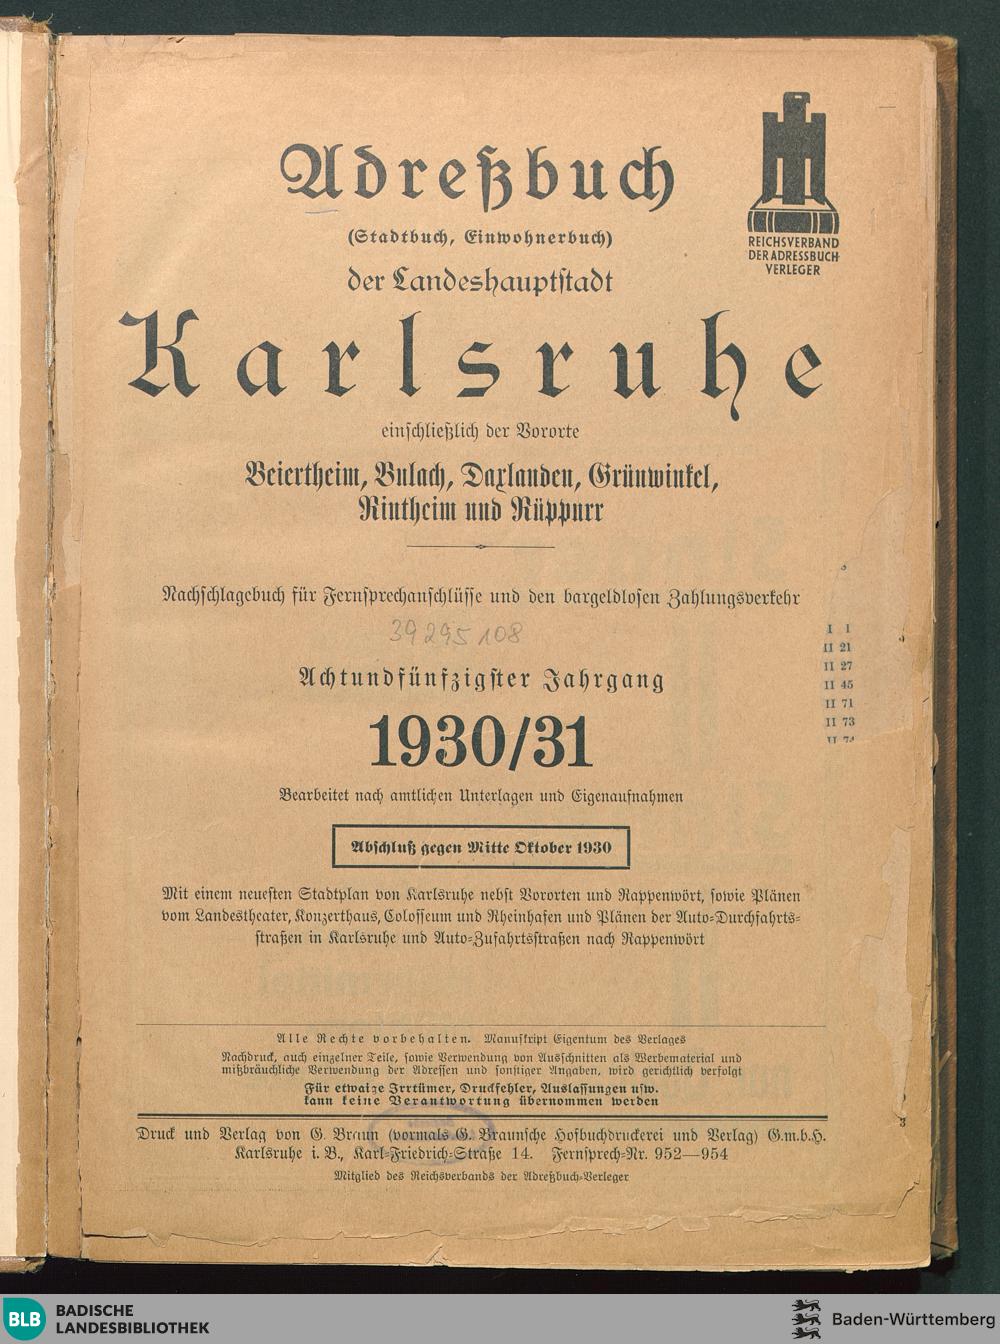 Adreßbuch
(Stadtbuch, Einwohnerbuch)
der Landeshauptstadt
Karlsruhe
einschließlich der Vororte
Beiertheim, Bulach, Daxlanden, Grünwinkel,
Rintheim und Rüppurr
REICHSVERBAND
DER ADRESSBUCH
VERLEGER
Nachschlagebuch für Fernsprechanschlüsse und den bargeldlosen Zahlungsverkehr
39 295 108
Achtundfünfzigster Jahrgang
1930/31
Bearbeitet nach amtlichen Unterlagen und Eigenaufnahmen
Abschluß gegen Mitte Oktober 1930
Mit einem neuesten Stadtplan von Karlsruhe nebst Vororten und Rappenwört, sowie Plänen
vom Landestheater, Konzerthaus, Colosseum und Rheinhafen und Plänen der Auto-Durchfahrts-
straßen in Karlsruhe und Auto-Zufahrtsstraßen nach Rappenwört
I 1
II 21
II 27
II 45
II 71
II 73
II 74
Alle Rechte vorbehalten. Manuskript Eigentum des Verlages
Nachdruck, auch einzelner Teile, sowie Verwendung von Ausschnitten als Werbematerial und
mißbräuchliche Verwendung der Adressen und sonstiger Angaben, wird gerichtlich verfolgt
Für etwaige Irrtümer, Druckfehler, Auslassungen usw.
kann keine Verantwortung übernommen werden
Druck und Verlag von G. Braun (vormals G. Braunsche Hofbuchdruckerei und Verlag) G.m.b.H.
Karlsruhe i. B., Karl-Friedrich-Straße 14. Fernsprech-Nr. 952—954
Mitglied des Reichsverbands der Adreßbuch-Verleger
3
BLB BADISCHE
LANDESBIBLIOTHEK
Baden-Württemberg